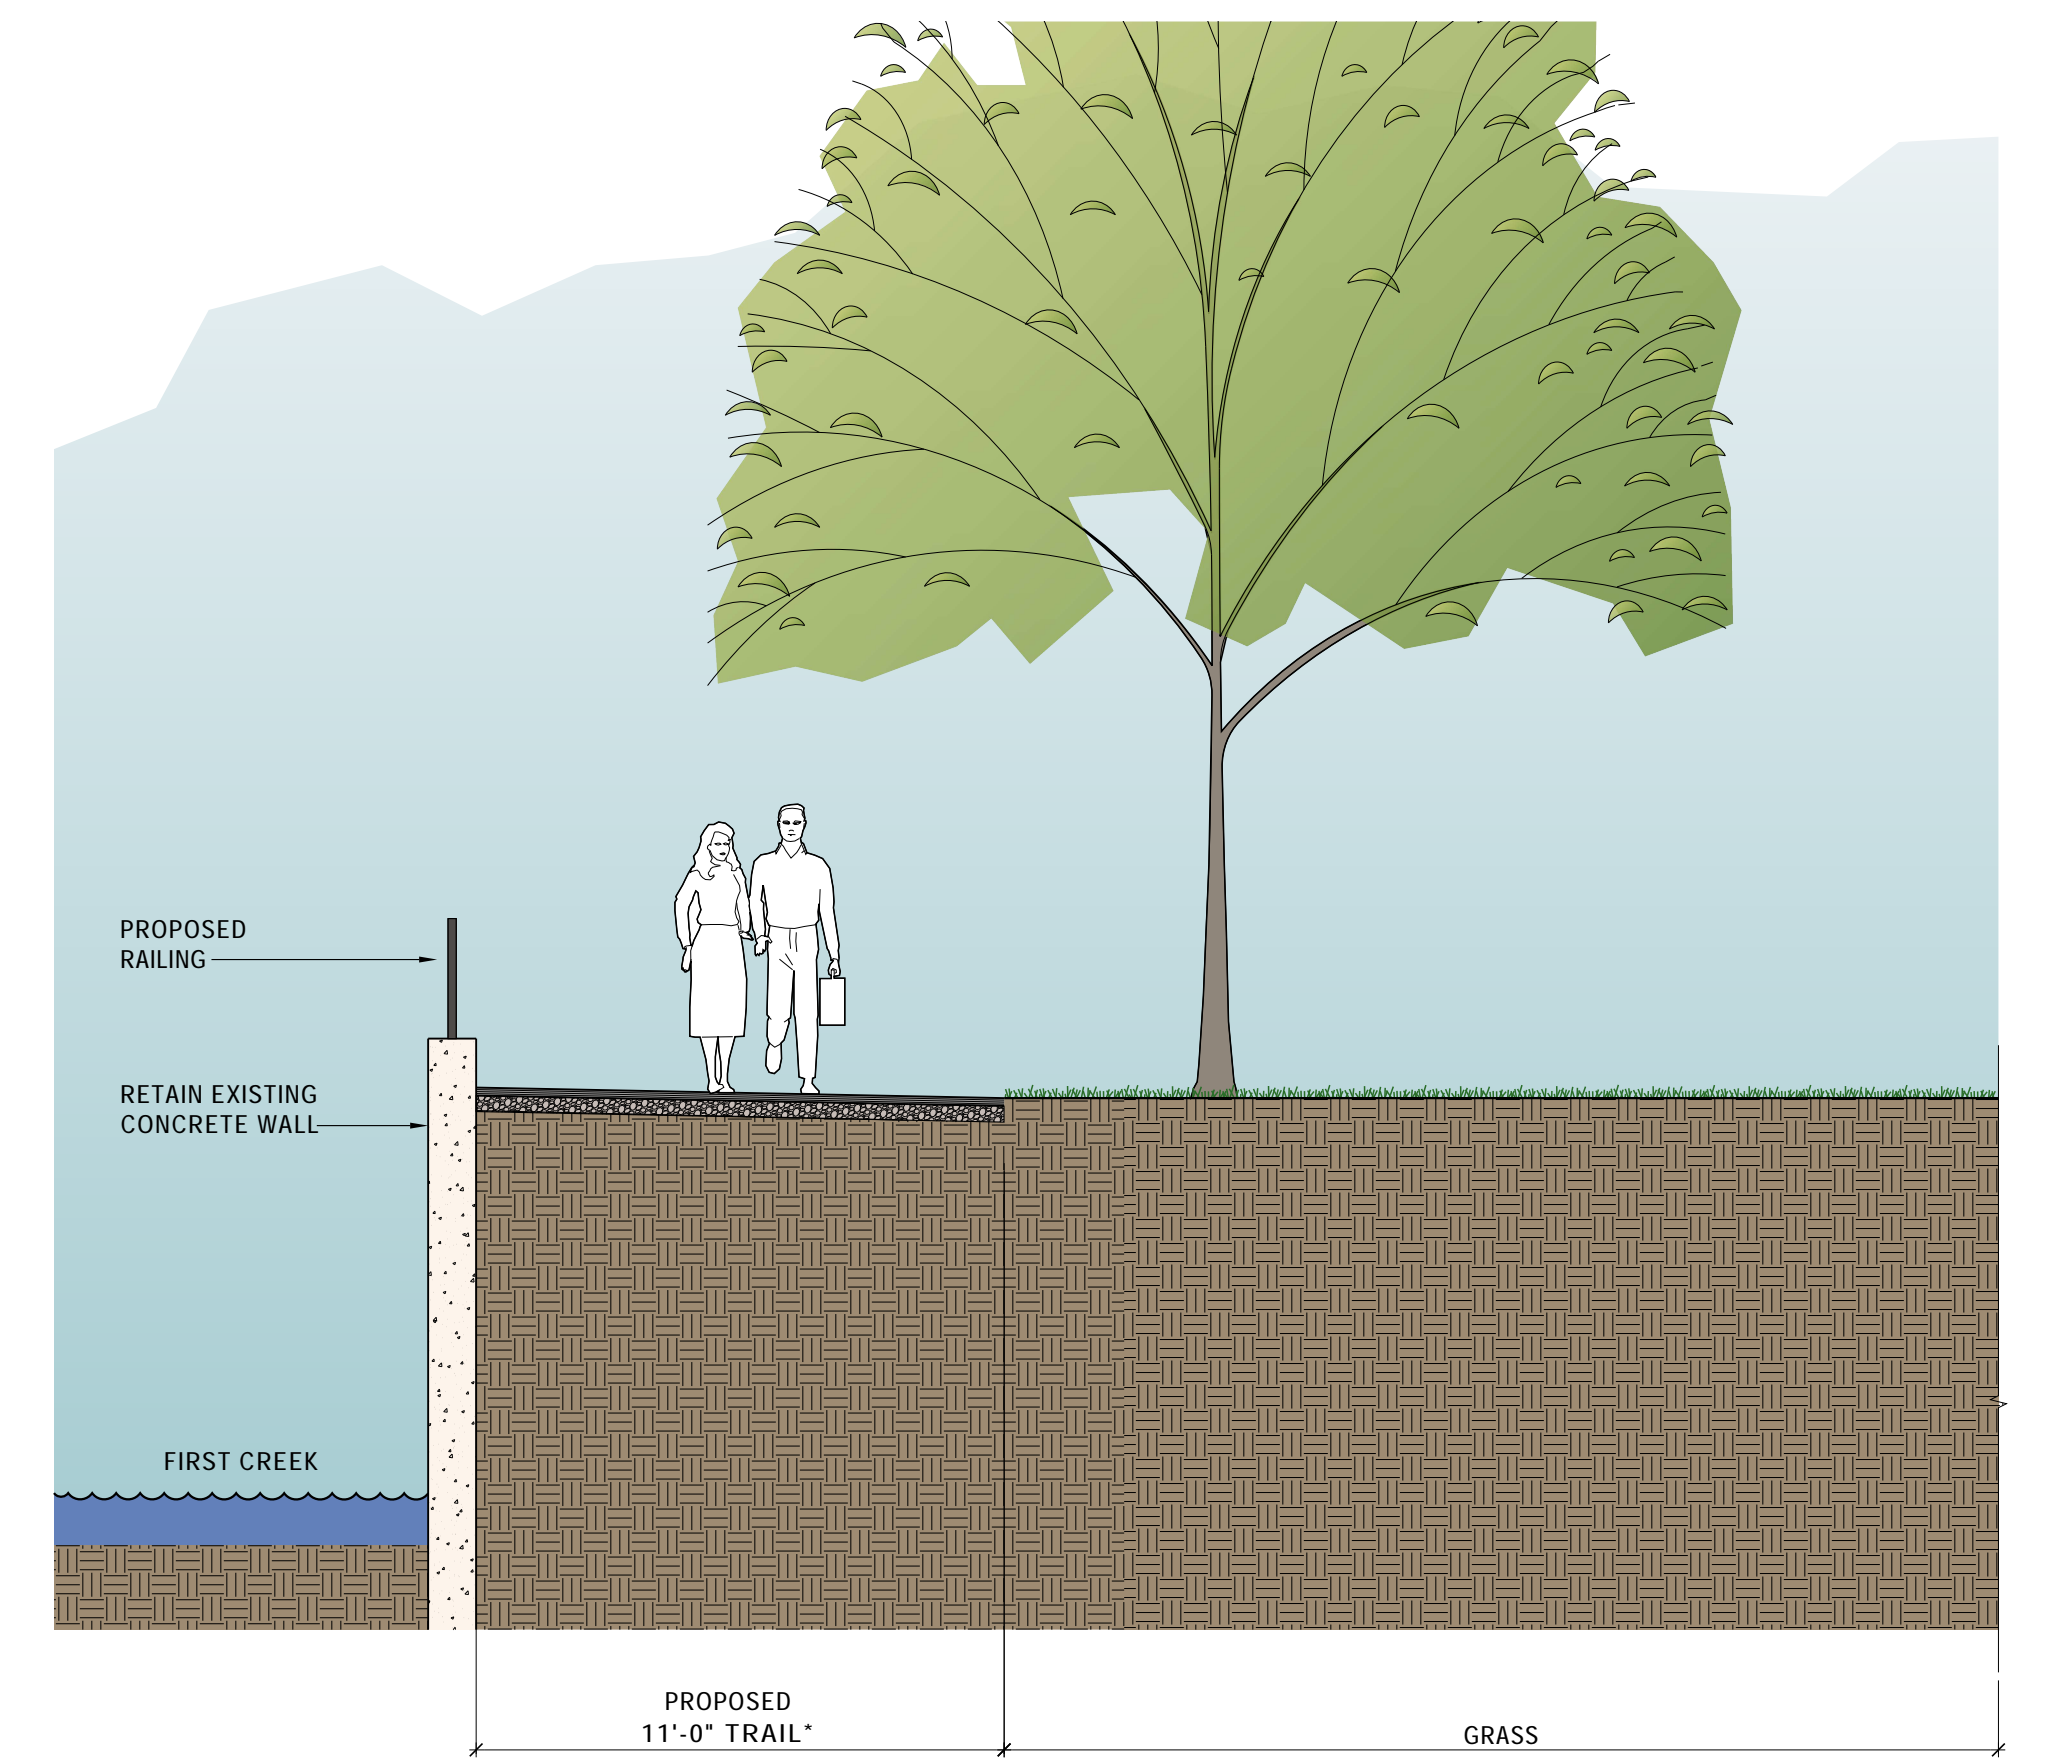 PROPOSED
RAILING
RETAIN EXISTING
CONCRETE WALL
FIRST CREEK
PROPOSED
11'-0" TRAIL*
GRASS